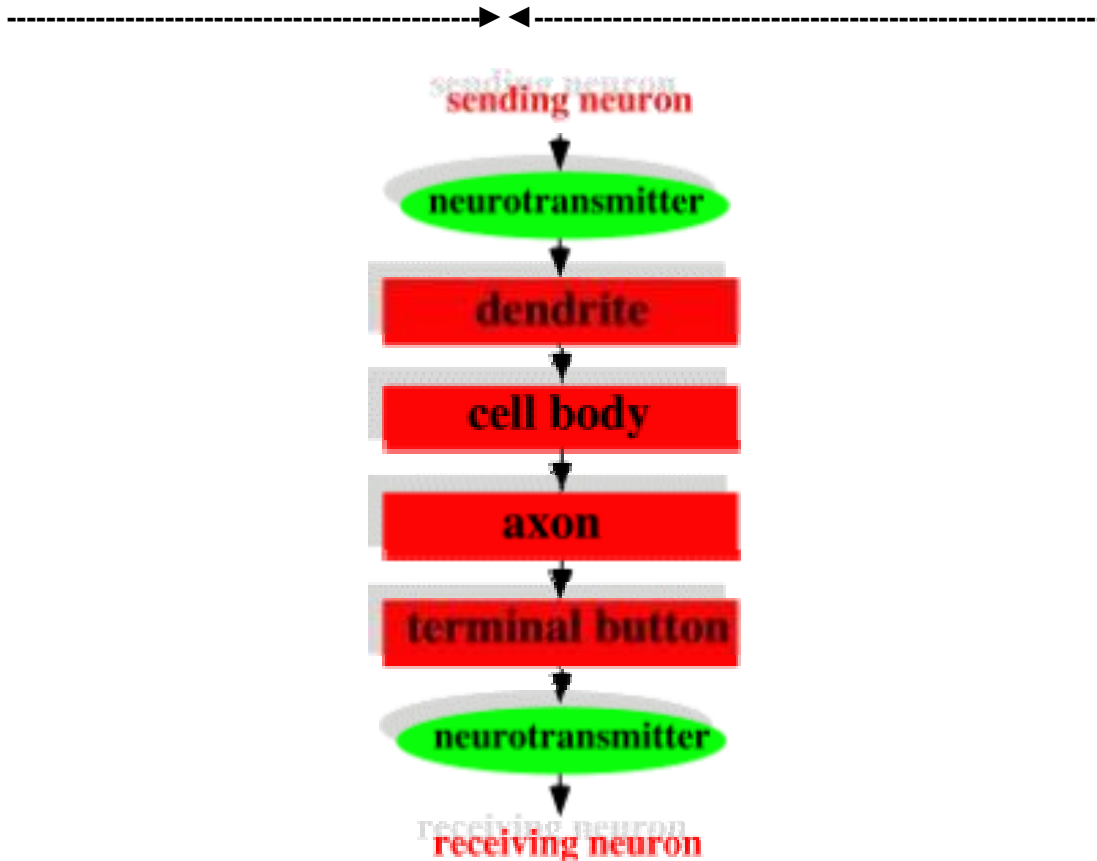 sending neuron
neurotransmitter
dendrite
cell body
axon
terminal button
neurotransmitter
receiving neuron